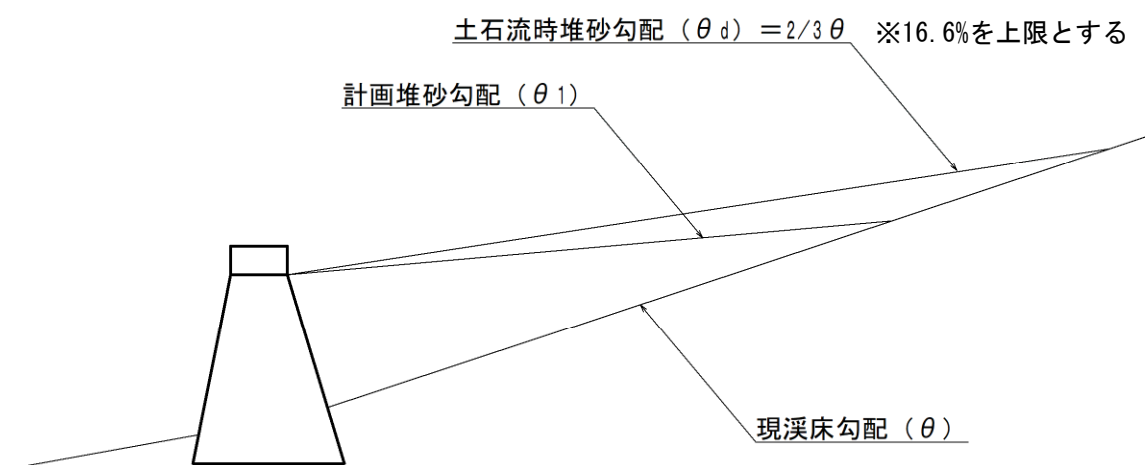 土石流時堆砂勾配（θd）＝2/3θ　※16.6%を上限とする
計画堆砂勾配（θ1）
現渓床勾配（θ）